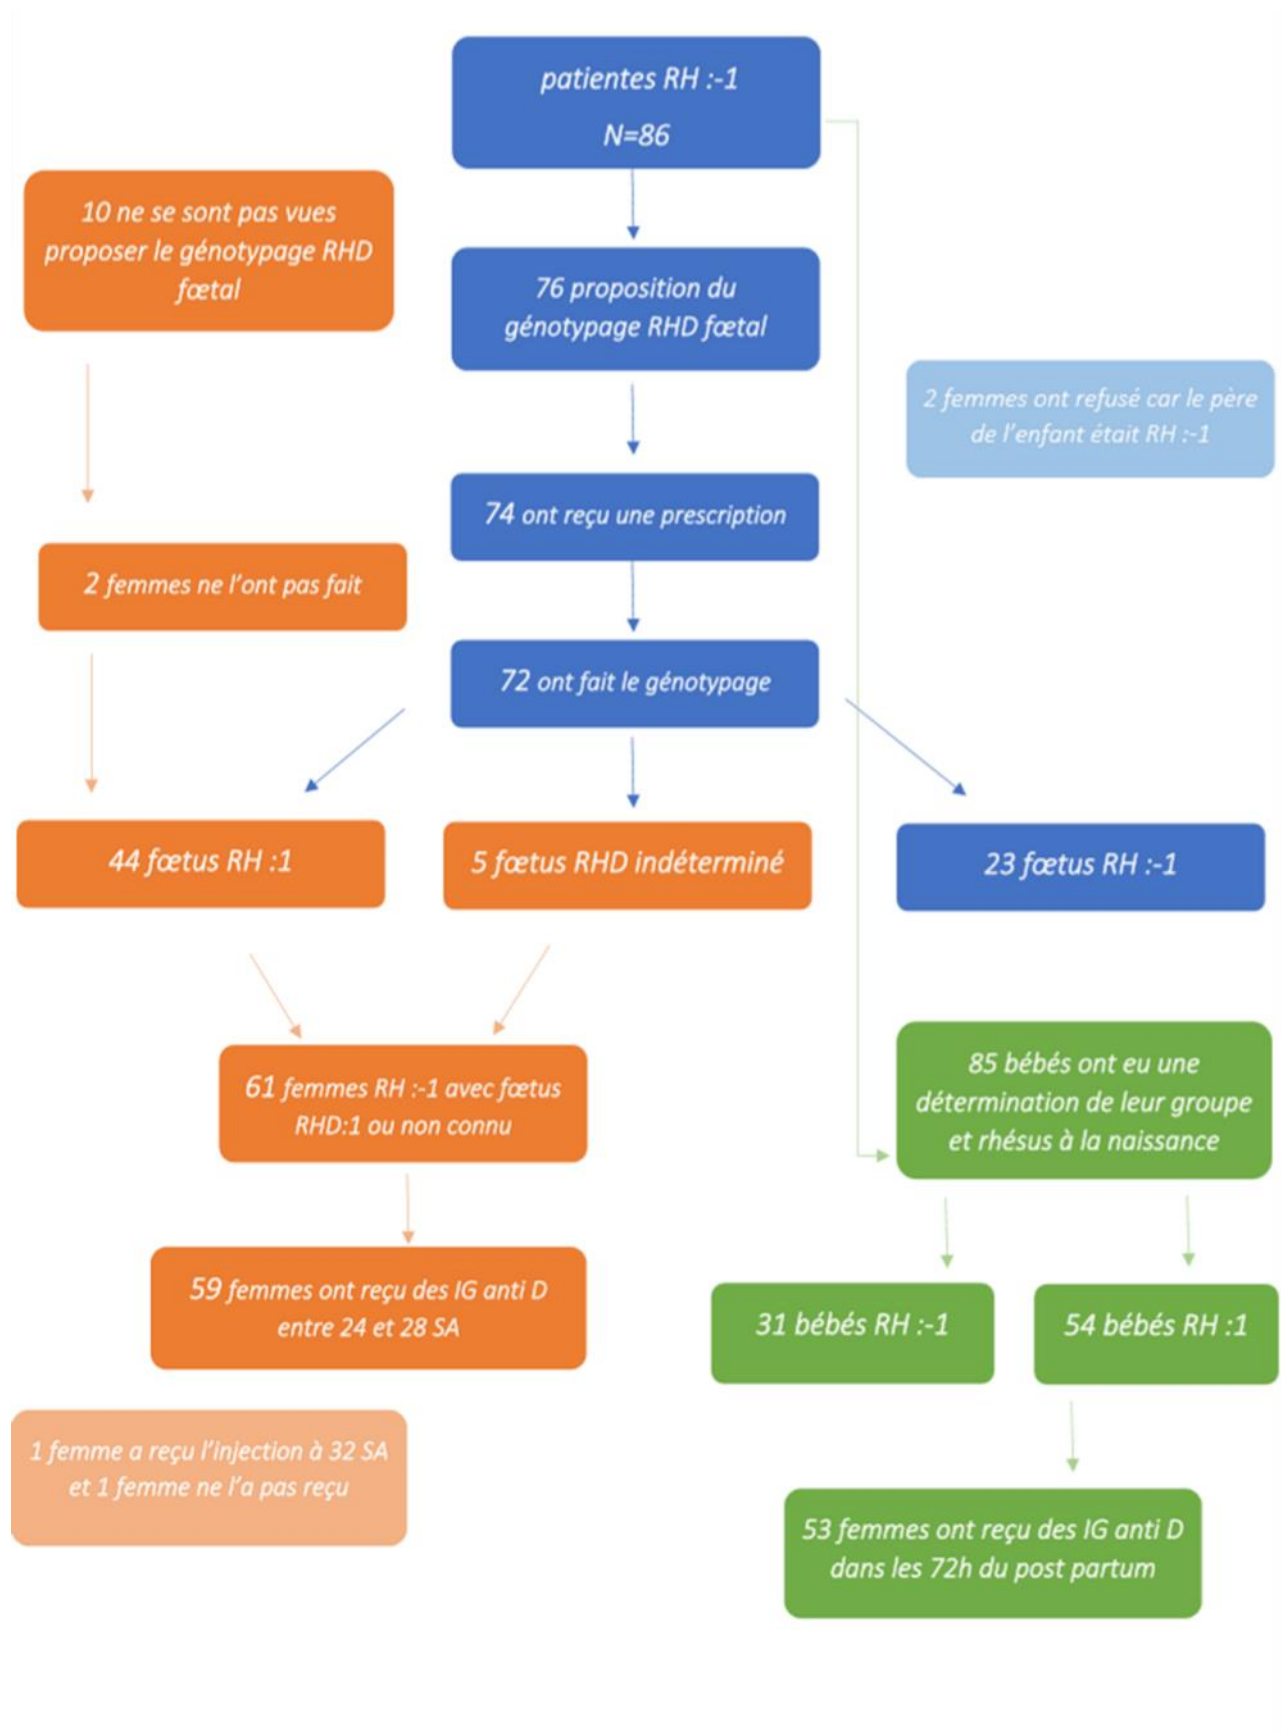 patientes RH :-1
N=86
10 ne se sont pas vues
proposer le génotypage RHD
fœtal
76 proposition du
génotypage RHD fœtal
2 femmes ont refusé car le père
de l'enfant était RH :-1
74 ont reçu une prescription
2 femmes ne l'ont pas fait
72 ont fait le génotypage
44 fœtus RH :1
5 fœtus RHD indéterminé
23 fœtus RH :-1
61 femmes RH :-1 avec fœtus
RHD:1 ou non connu
85 bébés ont eu une
détermination de leur groupe
et rhésus à la naissance
59 femmes ont reçu des IG anti D
entre 24 et 28 SA
31 bébés RH :-1
54 bébés RH :1
1 femme a reçu l'injection à 32 SA
et 1 femme ne l'a pas reçu
53 femmes ont reçu des IG anti D
dans les 72h du post partum